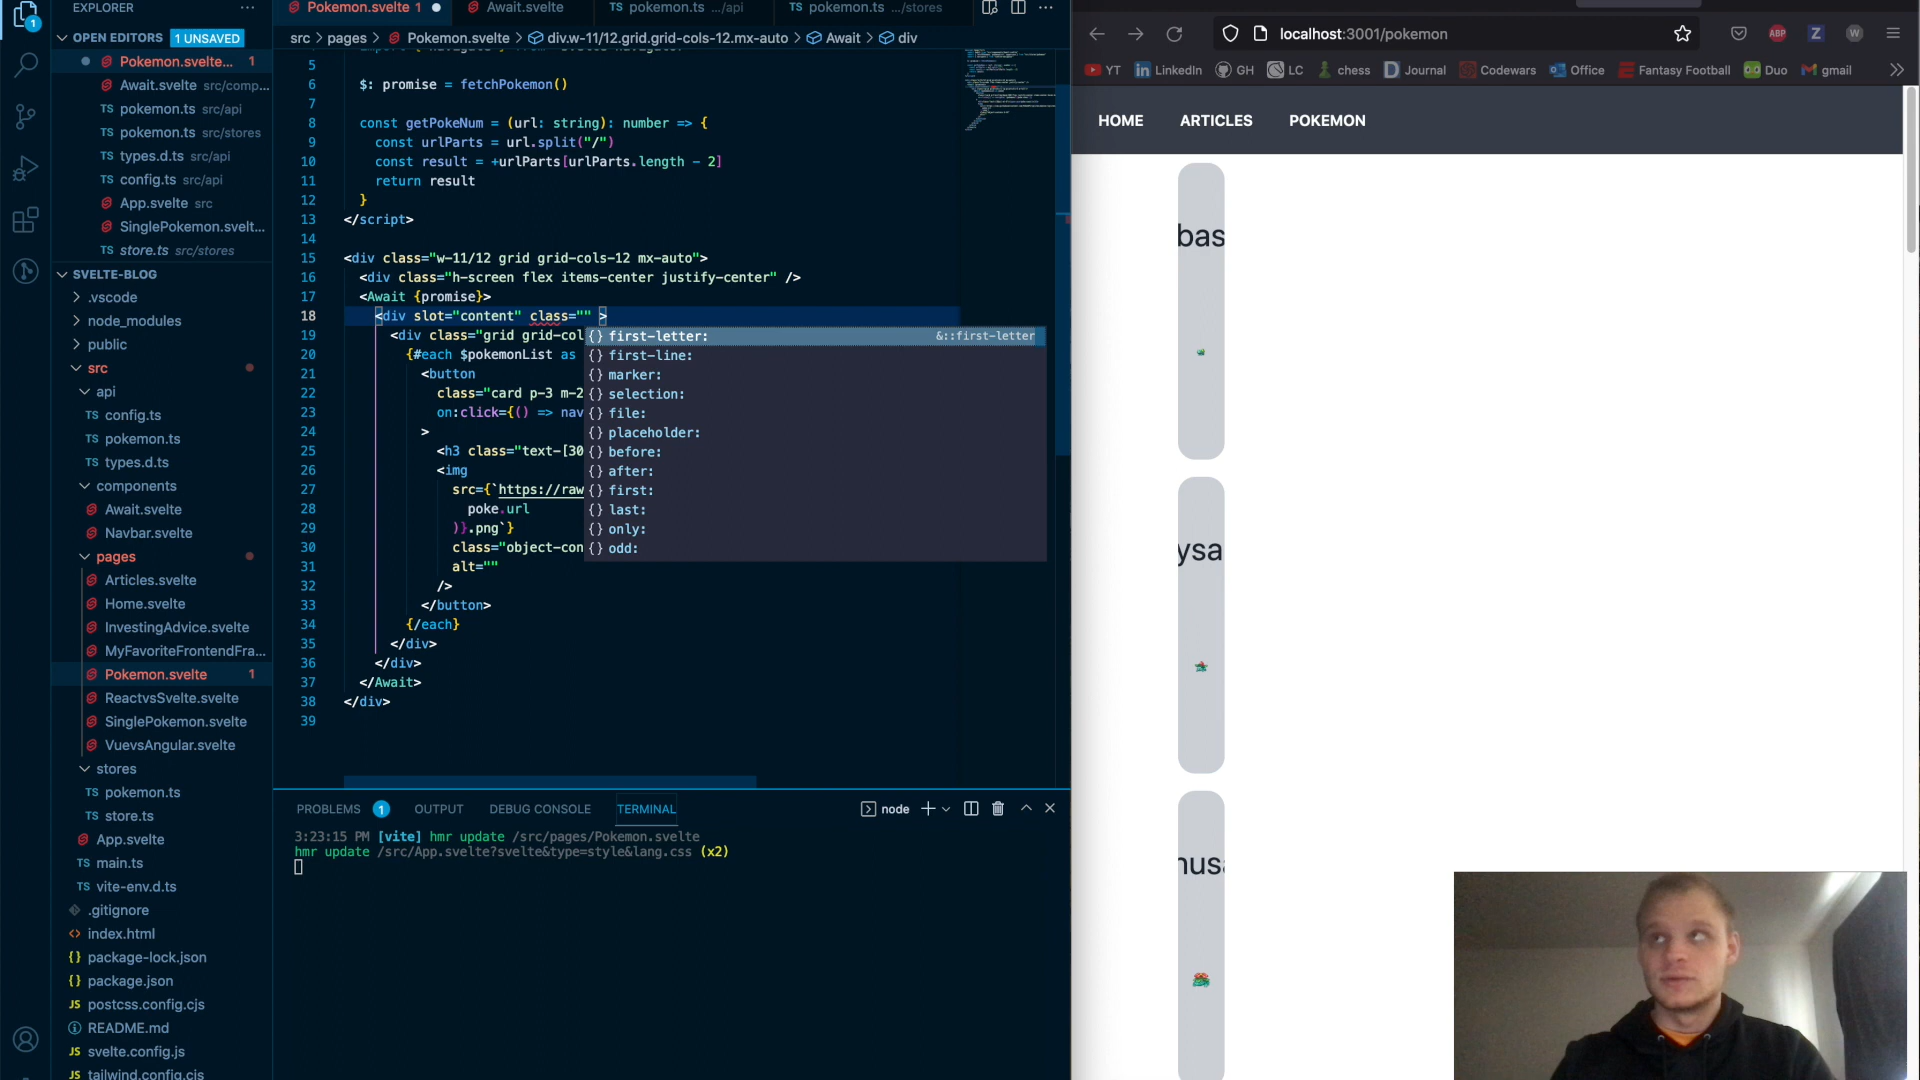 EXPLORER
1
OPEN EDITORS 1 UNSAVED
Pokemon.svelte... 1
Await.svelte src/comp...
pokemon.ts src/api
pokemon.ts src/stores
types.d.ts src/api
config.ts src/api
App.svelte src
SinglePokemon.svelt...
store.ts src/stores
SVELTE-BLOG
.vscode
node_modules
public
src
api
config.ts
pokemon.ts
types.d.ts
components
Await.svelte
Navbar.svelte
pages
Articles.svelte
Home.svelte
InvestingAdvice.svelte
MyFavoriteFrontendFra...
Pokemon.svelte 1
ReactvsSvelte.svelte
SinglePokemon.svelte
VuevsAngular.svelte
stores
pokemon.ts
store.ts
App.svelte
main.ts
vite-env.d.ts
.gitignore
index.html
package-lock.json
package.json
postcss.config.cjs
README.md
svelte.config.js
tailwind.config.cjs
Pokemon.svelte 1
Await.svelte
TS pokemon.ts .../api
TS pokemon.ts .../stores
src > pages > Pokemon.svelte > div.w-11/12.grid.grid-cols-12.mx-auto > Await > div
5
6 $: promise = fetchPokemon()
7
8 const getPokeNum = (url: string): number => {
9 const urlParts = url.split("/")
10 const result = +urlParts[urlParts.length - 2]
11 return result
12 }
13 </script>
14
15 <div class="w-11/12 grid grid-cols-12 mx-auto">
16 <div class="h-screen flex items-center justify-center" />
17 <Await {promise}>
18 <div slot="content" class="" >
19 <div class="grid grid-col
20 {#each $pokemonList as
21 <button
22 class="card p-3 m-2
23 on:click={() => nav
24 >
25 <h3 class="text-[30
26 <img
27 src={`https://raw
28 poke.url
29 )}.png`}
30 class="object-con
31 alt=""
32 />
33 </button>
34 {/each}
35 </div>
36 </div>
37 </Await>
38 </div>
39
{} first-letter: &::first-letter
{} first-line:
{} marker:
{} selection:
{} file:
{} placeholder:
{} before:
{} after:
{} first:
{} last:
{} only:
{} odd:
PROBLEMS 1 OUTPUT DEBUG CONSOLE TERMINAL node
3:23:15 PM [vite] hmr update /src/pages/Pokemon.svelte
hmr update /src/App.svelte?svelte&type=style&lang.css (x2)
localhost:3001/pokemon
ABP Z W
YT LinkedIn GH LC chess Journal Codewars Office Fantasy Football Duo gmail
HOME ARTICLES POKEMON
bas
ysa
nus